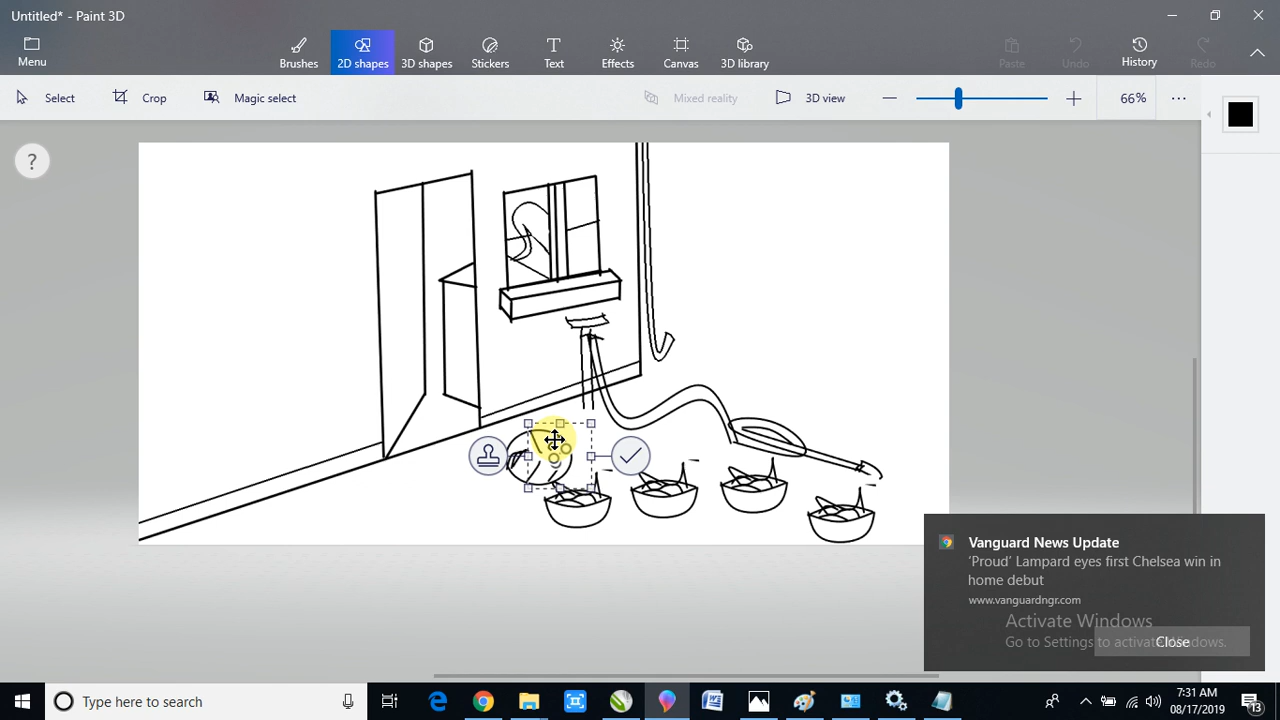 Untitled* - Paint 3D
Menu
Brushes
2D shapes
3D shapes
Stickers
Text
Effects
Canvas
3D library
Paste
Undo
History
Redo
Select
Crop
Magic select
Mixed reality
3D view
66%
?
Vanguard News Update
‘Proud’ Lampard eyes first Chelsea win in
home debut
www.vanguardngr.com
Activate Windows
Go to Settings to activate Windows.
Close
Type here to search
7:31 AM
08/17/2019
13